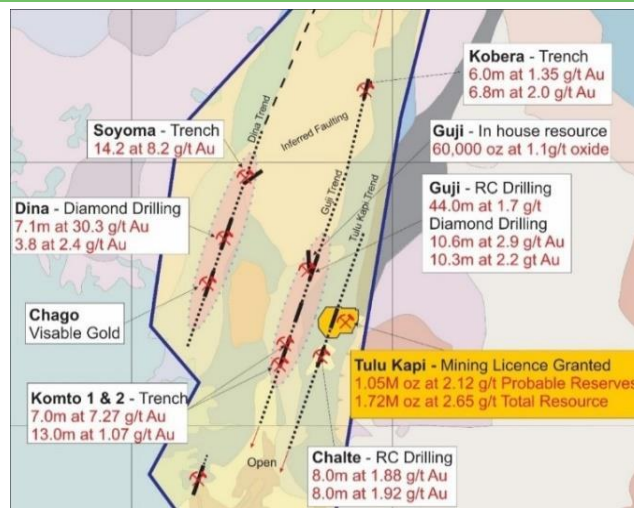 Kobera - Trench
6.0m at 1.35 g/t Au
6.8m at 2.0 g/t Au
Soyoma - Trench
14.2 at 8.2 g/t Au
Dina Trend
Inferred Faulting
Guji - In house resource
60,000 oz at 1.1g/t oxide
Guji Trend
Tulu Kapi Trend
Guji - RC Drilling
44.0m at 1.7 g/t
Diamond Drilling
10.6m at 2.9 g/t Au
10.3m at 2.2 gt Au
Dina - Diamond Drilling
7.1m at 30.3 g/t Au
3.8 at 2.4 g/t Au
Chago
Visable Gold
Tulu Kapi - Mining Licence Granted
1.05M oz at 2.12 g/t Probable Reserves
1.72M oz at 2.65 g/t Total Resource
Komto 1 & 2 - Trench
7.0m at 7.27 g/t Au
13.0m at 1.07 g/t Au
Open
Chalte - RC Drilling
8.0m at 1.88 g/t Au
8.0m at 1.92 g/t Au